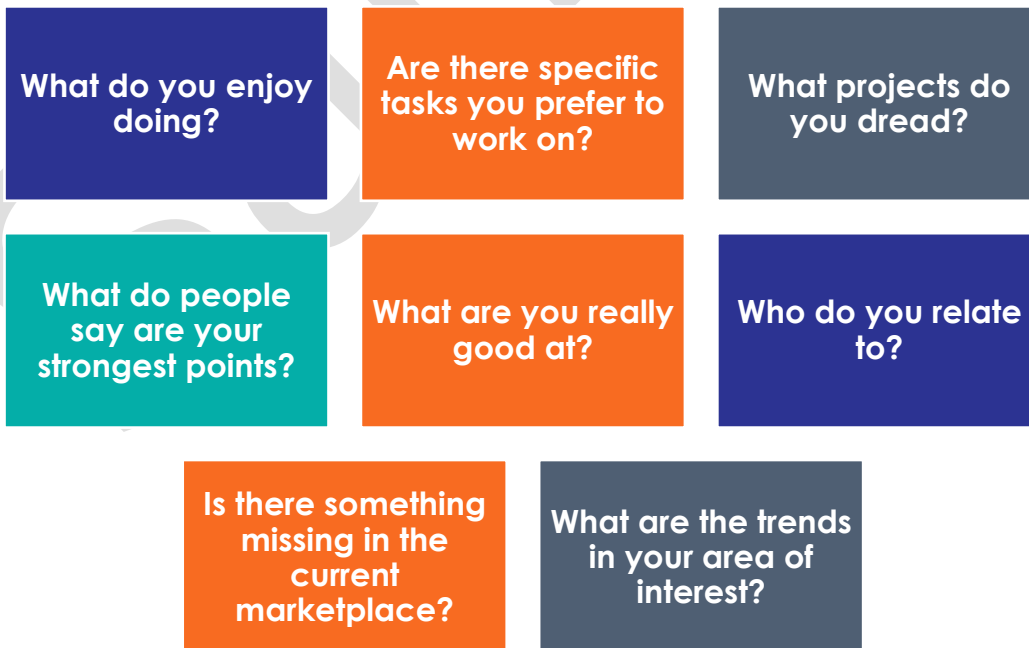 What do you enjoy
doing?
Are there specific
tasks you prefer to
work on?
What projects do
you dread?
What do people
say are your
strongest points?
What are you really
good at?
Who do you relate
to?
Is there something
missing in the
current
marketplace?
What are the trends
in your area of
interest?